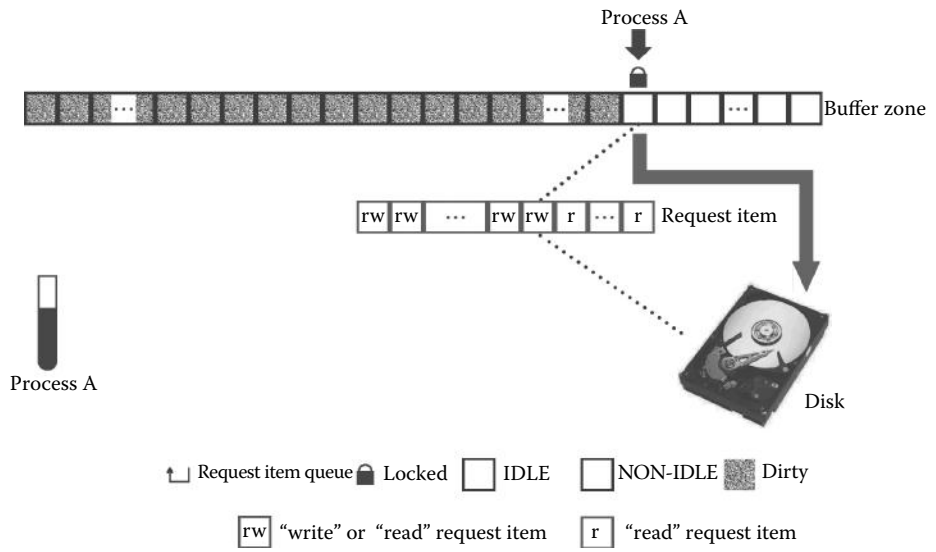 Process A
... ...
...
Buffer zone
rw rw ... rw rw r ... r Request item
Process A
Disk
Request item queue Locked IDLE NON-IDLE Dirty
rw “write” or “read” request item r “read” request item